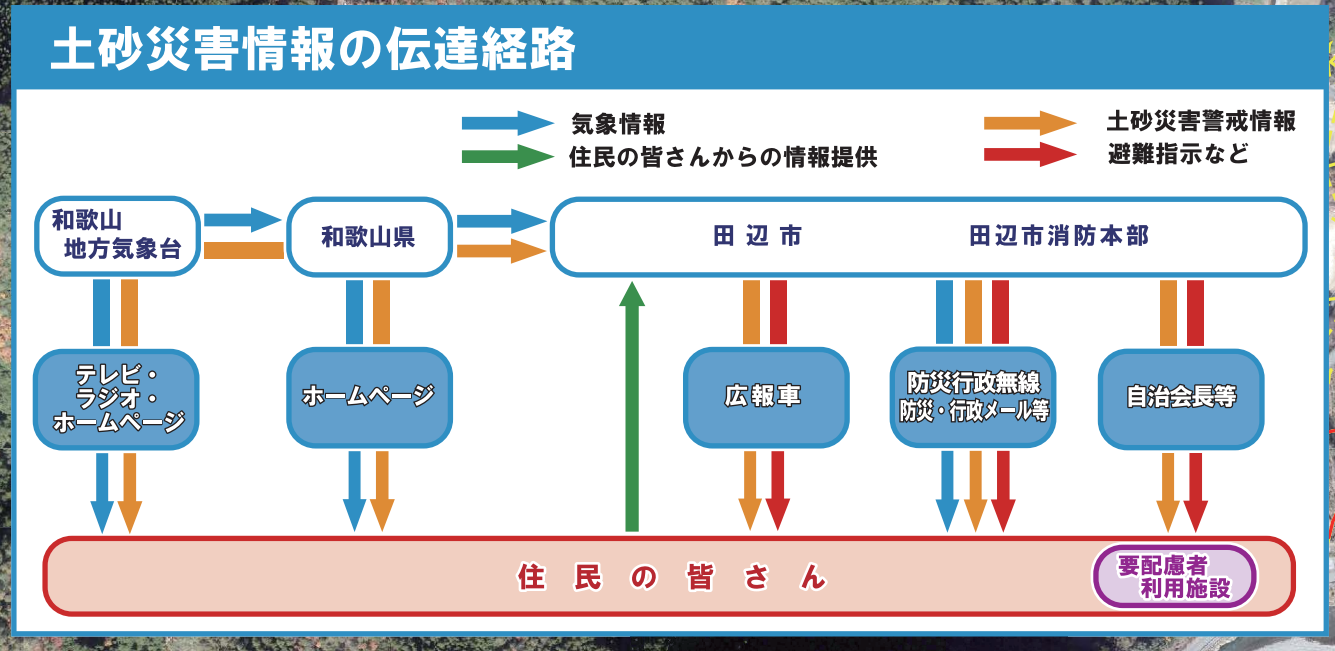 土砂災害情報の伝達経路
気象情報
土砂災害警戒情報
住民の皆さんからの情報提供
避難指示など
和歌山
地方気象台
和歌山県
田辺市
田辺市消防本部
テレビ・
ラジオ・
ホームページ
ホームページ
広報車
防災行政無線
防災・行政メール等
自治会長等
住民の皆さん
要配慮者
利用施設